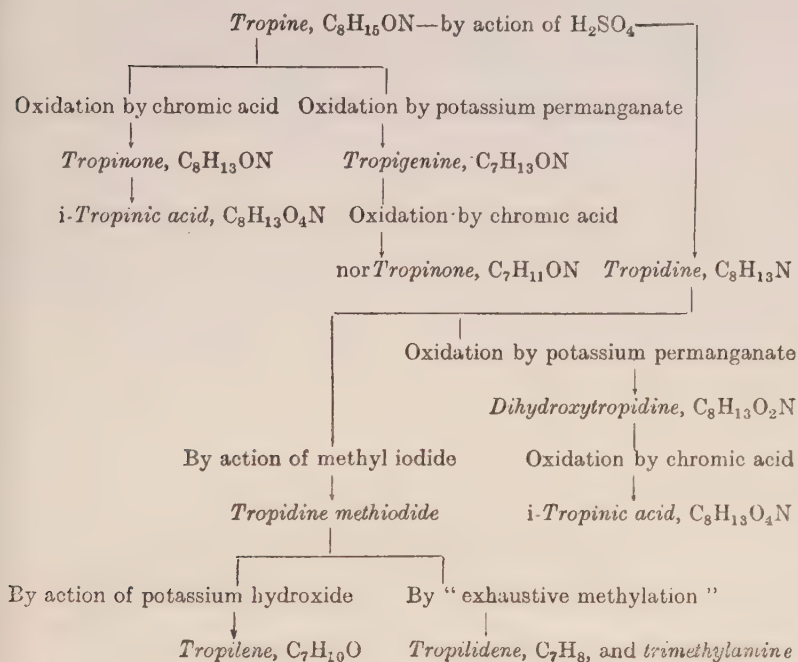 Tropine, C₈H₁₅ON—by action of H₂SO₄
Oxidation by chromic acid Oxidation by potassium permanganate
Tropinone, C₈H₁₃ON Tropigenine, C₇H₁₃ON
i-Tropinic acid, C₈H₁₃O₄N Oxidation by chromic acid
norTropinone, C₇H₁₁ON Tropidine, C₈H₁₃N
Oxidation by potassium permanganate
Dihydroxytropidine, C₈H₁₃O₂N
By action of methyl iodide Oxidation by chromic acid
Tropidine methiodide i-Tropinic acid, C₈H₁₃O₄N
By action of potassium hydroxide By “ exhaustive methylation ”
Tropilene, C₇H₁₀O Tropilidene, C₇H₈, and trimethylamine